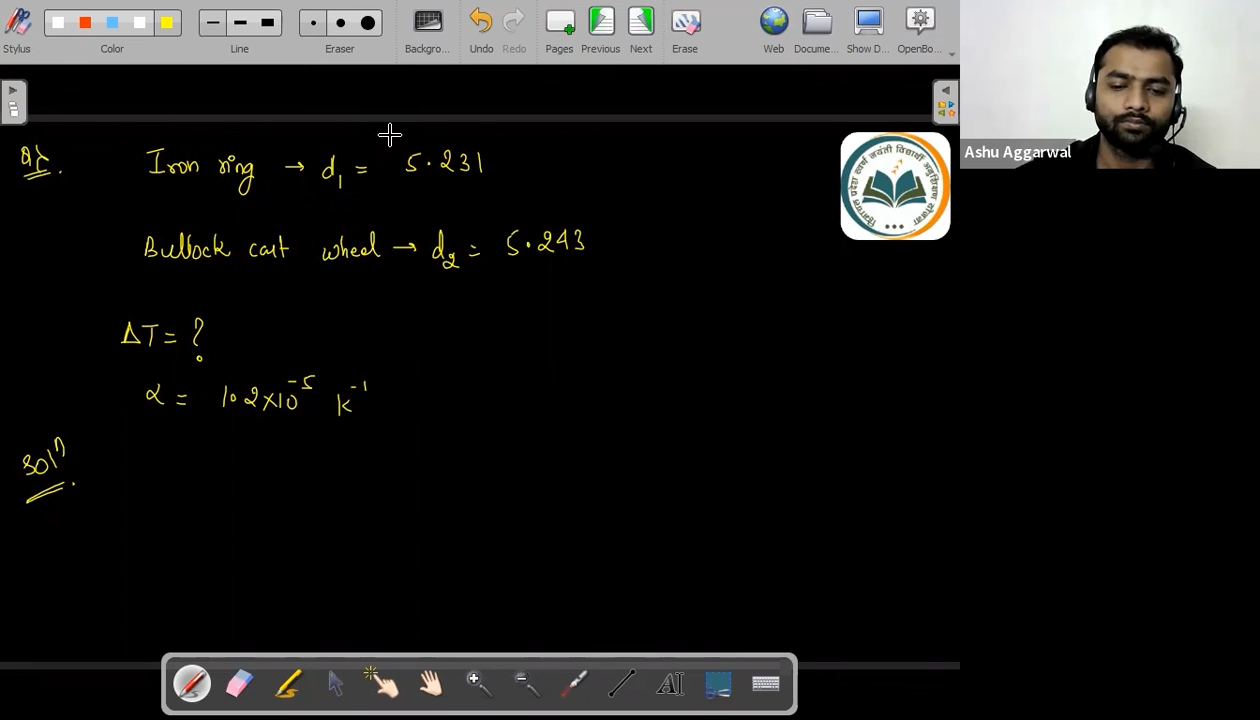 Stylus
Color
Line
Eraser
Backgro...
Undo
Redo
Pages
Previous
Next
Erase
Web
Docume...
Show D...
OpenBo...
Ashu Aggarwal
Iron ring → d₁ = 5.231
Bullock cart wheel → d₂ = 5.243
ΔT = ?
α = 1.2×10⁻⁵ K⁻¹
Solⁿ